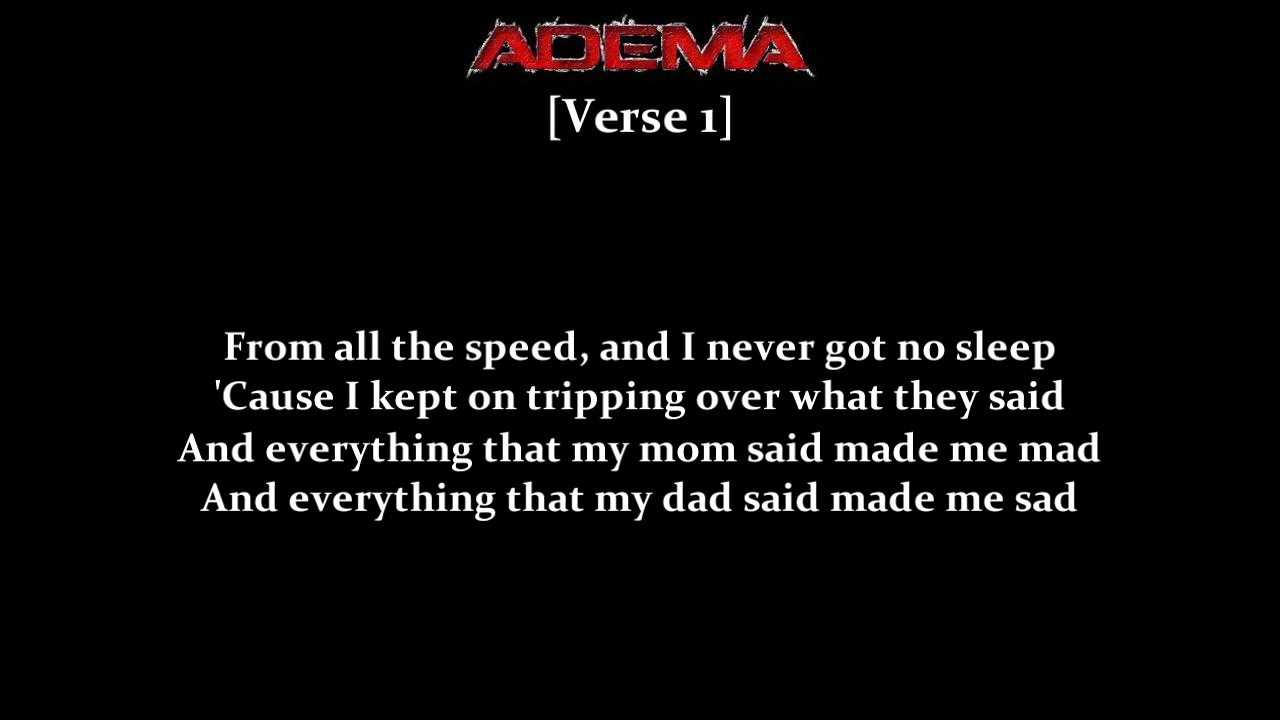 ADEMA
[Verse 1]
From all the speed, and I never got no sleep
'Cause I kept on tripping over what they said
And everything that my mom said made me mad
And everything that my dad said made me sad